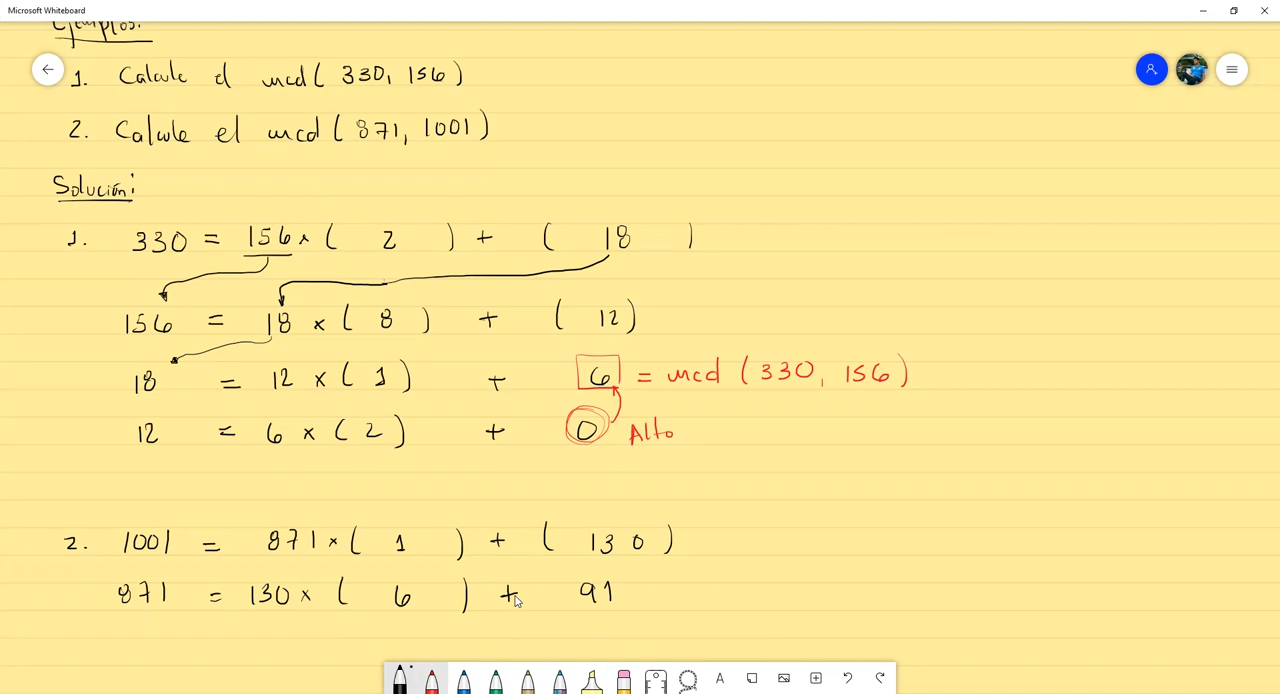 Microsoft Whiteboard
Ejemplos:
1. Calcule el mcd( 330, 156)
2. Calcule el mcd ( 871, 1001 )
Solución:
1. 330 = 156 × ( 2 ) + ( 18 )
156 = 18 × ( 8 ) + ( 12 )
18 = 12 × ( 1 ) + 6 = mcd ( 330, 156 )
12 = 6 × ( 2 ) + 0 Alto
2. 1001 = 871 × ( 1 ) + ( 130 )
871 = 130 × ( 6 ) + 91
A